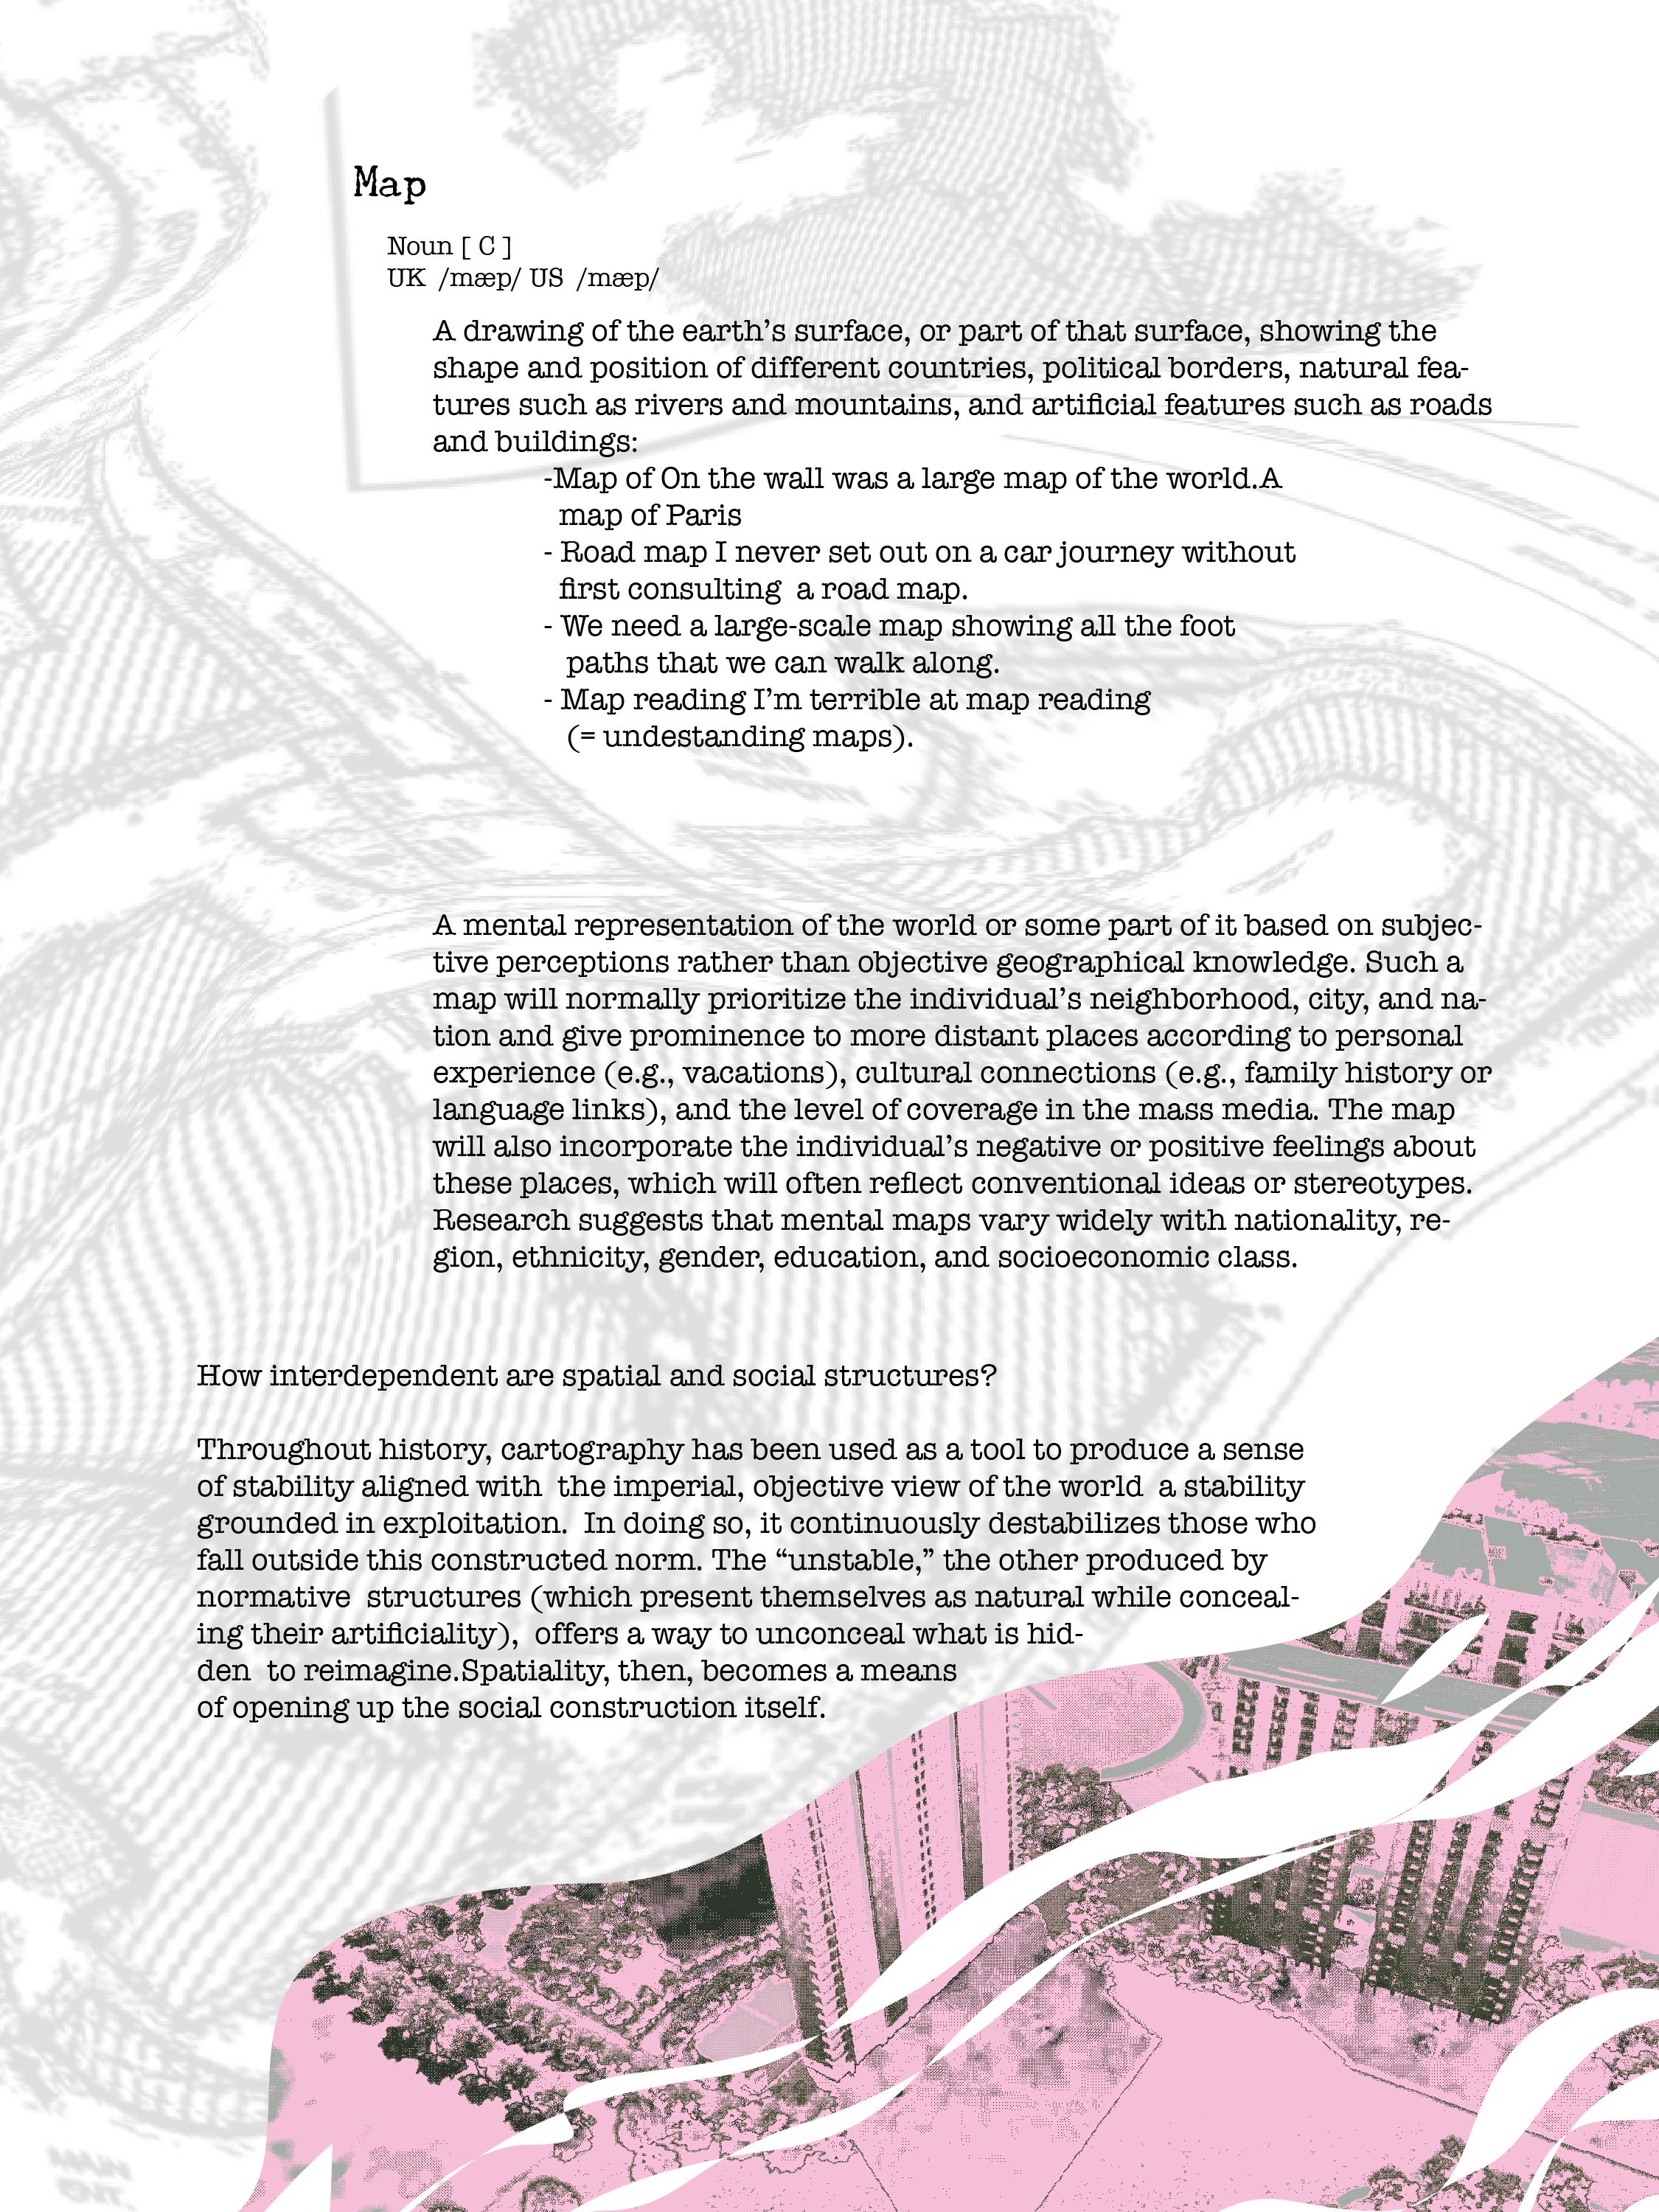 Map
Noun [ C ]
UK /mæp/ US /mæp/
A drawing of the earth’s surface, or part of that surface, showing the
shape and position of different countries, political borders, natural fea-
tures such as rivers and mountains, and artificial features such as roads
and buildings:
-Map of On the wall was a large map of the world.A
map of Paris
- Road map I never set out on a car journey without
first consulting a road map.
- We need a large-scale map showing all the foot
paths that we can walk along.
- Map reading I’m terrible at map reading
(= undestanding maps).
A mental representation of the world or some part of it based on subjec-
tive perceptions rather than objective geographical knowledge. Such a
map will normally prioritize the individual’s neighborhood, city, and na-
tion and give prominence to more distant places according to personal
experience (e.g., vacations), cultural connections (e.g., family history or
language links), and the level of coverage in the mass media. The map
will also incorporate the individual’s negative or positive feelings about
these places, which will often reflect conventional ideas or stereotypes.
Research suggests that mental maps vary widely with nationality, re-
gion, ethnicity, gender, education, and socioeconomic class.
How interdependent are spatial and social structures?
Throughout history, cartography has been used as a tool to produce a sense
of stability aligned with the imperial, objective view of the world a stability
grounded in exploitation. In doing so, it continuously destabilizes those who
fall outside this constructed norm. The “unstable,” the other produced by
normative structures (which present themselves as natural while conceal-
ing their artificiality), offers a way to unconceal what is hid-
den to reimagine.Spatiality, then, becomes a means
of opening up the social construction itself.